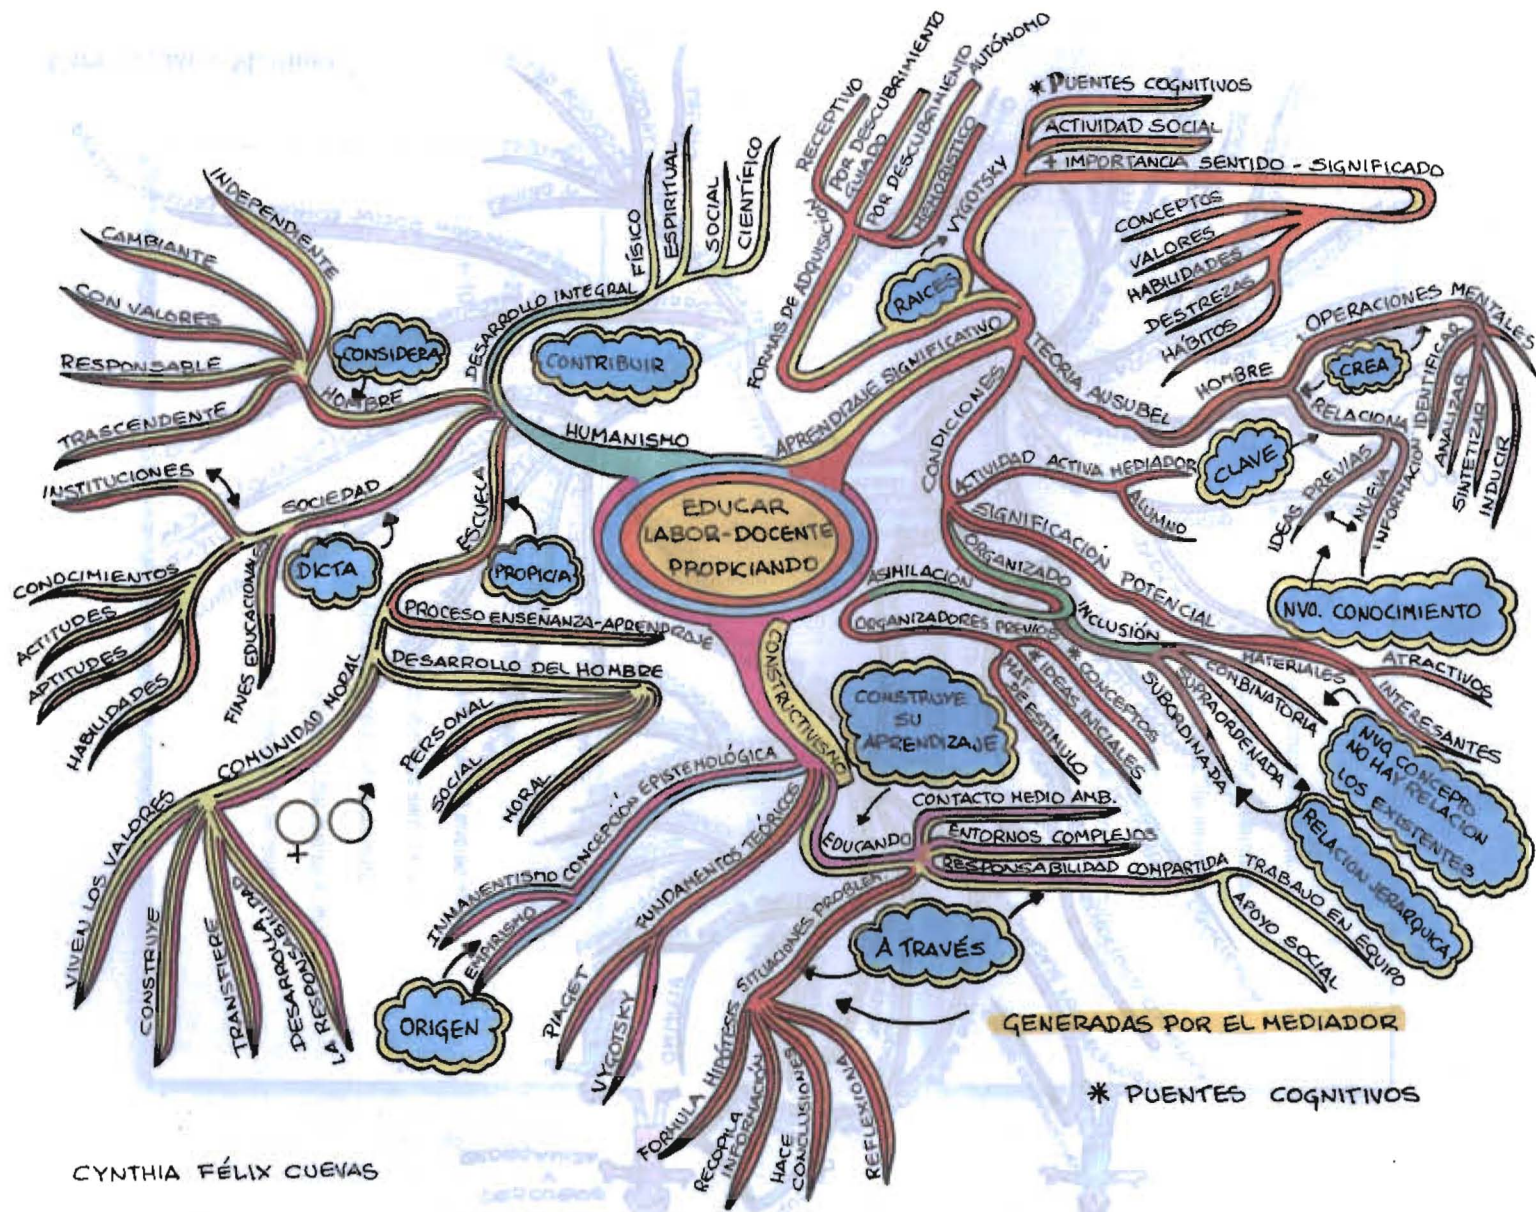 EDUCAR
LABOR-DOCENTE
PROPICIANDO
HUMANISMO
DESARROLLO INTEGRAL
FÍSICO
ESPIRITUAL
SOCIAL
CIENTÍFICO
CONTRIBUIR
HOMBRE
CONSIDERA
INDEPENDIENTE
CAMBIANTE
CON VALORES
RESPONSABLE
TRASCENDENTE
SOCIEDAD
DICTA
INSTITUCIONES
CONOCIMIENTOS
ACTITUDES
APTITUDES
HABILIDADES
FINES EDUCACIONALES
ESCUELA
PROPICIA
PROCESO ENSEÑANZA-APRENDIZAJE
DESARROLLO DEL HOMBRE
PERSONAL
SOCIAL
MORAL
COMUNIDAD MORAL
VIVEN LOS VALORES
CONSTRUYE
TRANSFIERE
DESARROLLA
LA RESPONSABILIDAD
APRENDIZAJE SIGNIFICATIVO
FORMAS DE ADQUISICIÓN
RECEPTIVO
POR DESCUBRIMIENTO
GUIADO
POR DESCUBRIMIENTO
AUTÓNOMO
MEMORÍSTICO
RAICES
VYGOTSKY
* PUENTES COGNITIVOS
ACTIVIDAD SOCIAL
+ IMPORTANCIA SENTIDO - SIGNIFICADO
CONCEPTOS
VALORES
HABILIDADES
DESTREZAS
HÁBITOS
TEORIA AUSUBEL
HOMBRE
OPERACIONES MENTALES
CREA
IDENTIFICAR
ANALIZAR
SINTETIZAR
INDUCIR
RELACIONA
CLAVE
IDEAS PREVIAS
NUEVA
INFORMACION
NVO. CONOCIMIENTO
CONDICIONES
ACTIVIDAD
ACTIVA MEDIADOR
ALUMNO
SIGNIFICACIÓN POTENCIAL
MATERIALES
ATRACTIVOS
INTERESANTES
ORGANIZADO
INCLUSIÓN
SUBORDINADA
SUPRAORDENADA
COMBINATORIA
NVO. CONCEPTO
NO HAY RELACION
LOS EXISTENTES
RELACIÓN JERARQUICA
ASIMILACIÓN
ORGANIZADORES PREVIOS
MAT.
DE ESTIMULO
* IDEAS INICIALES
* CONCEPTOS
CONSTRUCTIVISMO
CONSTRUYE
SU
APRENDIZAJE
EDUCANDO
CONTACTO MEDIO AMB.
ENTORNOS COMPLEJOS
RESPONSABILIDAD COMPARTIDA
TRABAJO EN EQUIPO
APOYO SOCIAL
A TRAVÉS
SITUACIONES PROBLEM.
FORMULA HIPÓTESIS
RECOPILA
INFORMACIÓN
HACE
CONCLUSIONES
REFLEXIONA
GENERADAS POR EL MEDIADOR
FUNDAMENTOS TEÓRICOS
PIAGET
VYGOTSKY
CONCEPCIÓN EPISTEMOLÓGICA
INMANENTISMO
EMPIRISMO
ORIGEN
* PUENTES COGNITIVOS
CYNTHIA FÉLIX CUEVAS